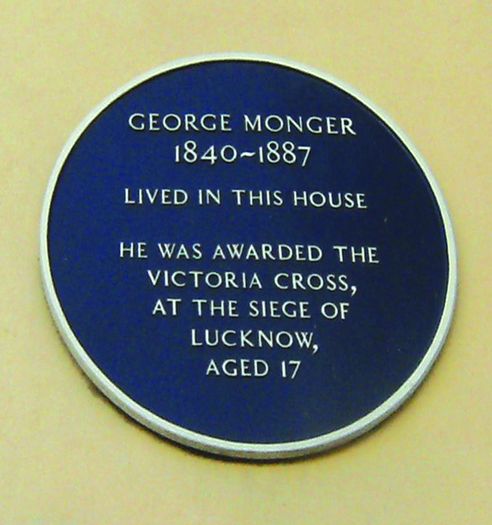 GEORGE MONGER
1840~1887
LIVED IN THIS HOUSE
HE WAS AWARDED THE
VICTORIA CROSS,
AT THE SIEGE OF
LUCKNOW,
AGED 17